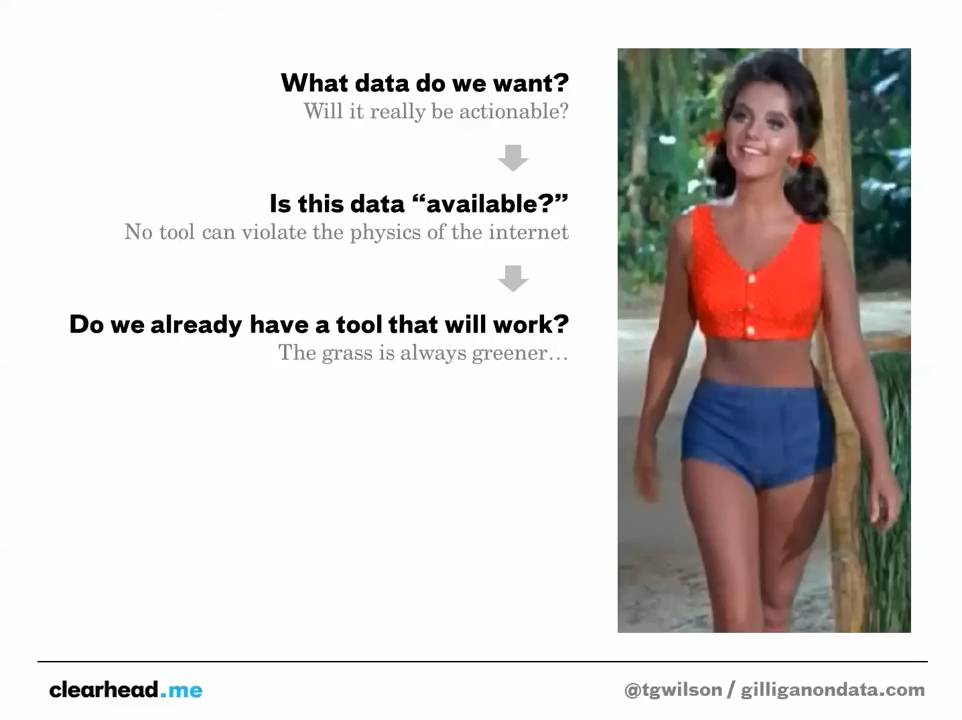 What data do we want?
Will it really be actionable?
Is this data “available?”
No tool can violate the physics of the internet
Do we already have a tool that will work?
The grass is always greener…
clearhead.me
@tgwilson / gilliganondata.com